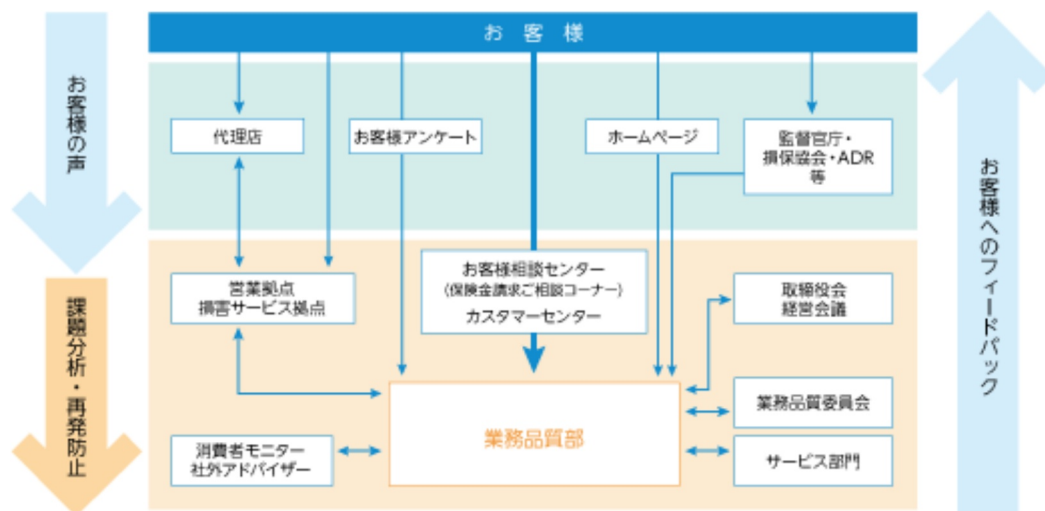 お客様
お客様の声
代理店
お客様アンケート
ホームページ
監督官庁・
損保協会・ADR
等
お客様へのフィードバック
営業拠点
損害サービス拠点
お客様相談センター
(保険金請求ご相談コーナー)
カスタマーセンター
取締役会
経営会議
課題分析・再発防止
業務品質部
業務品質委員会
消費者モニター
社外アドバイザー
サービス部門